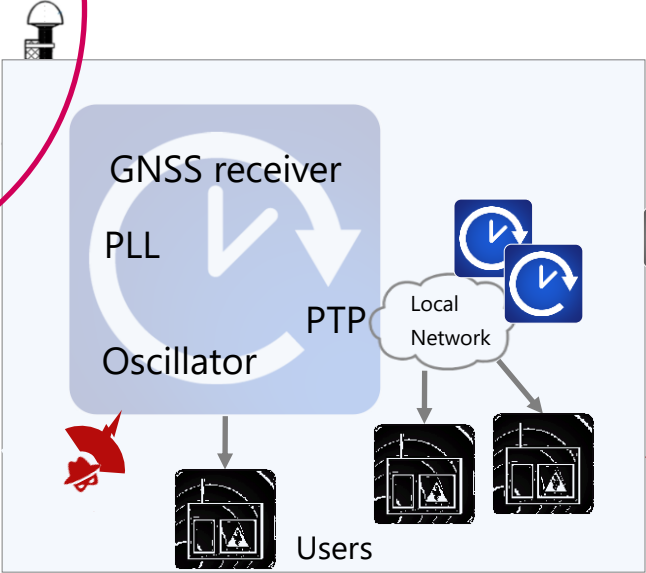 GNSS receiver
PLL
PTP
Local
Network
Oscillator
Users